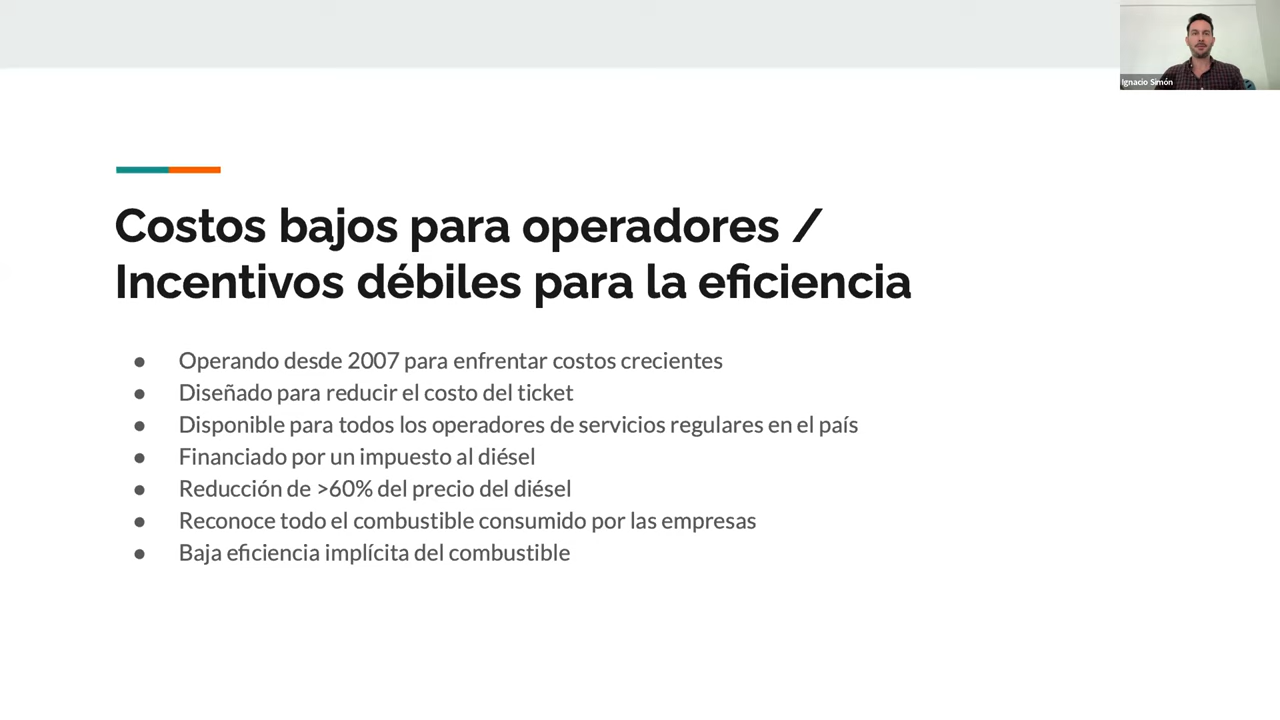 Ignacio Simón
Costos bajos para operadores /
Incentivos débiles para la eficiencia
● Operando desde 2007 para enfrentar costos crecientes
● Diseñado para reducir el costo del ticket
● Disponible para todos los operadores de servicios regulares en el país
● Financiado por un impuesto al diésel
● Reducción de >60% del precio del diésel
● Reconoce todo el combustible consumido por las empresas
● Baja eficiencia implícita del combustible